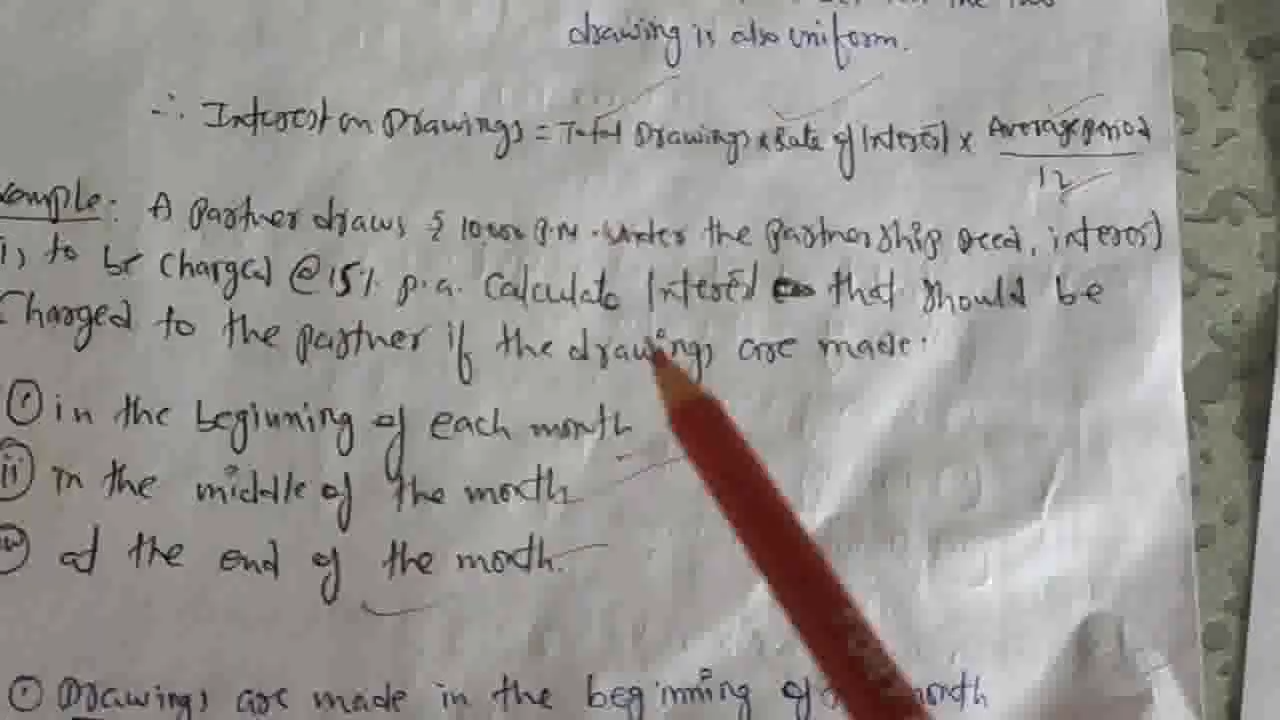 drawing is also uniform.
∴ Interest on Drawings = Total Drawings × Rate of Interest × Average period
12
xample: A Partner draws ₹ 10,000 P.M. Under the partnership Deed, interest
is to be charged @ 15% p.a. Calculate Interest that should be
Charged to the partner if the drawings are made:
(i) in the beginning of each month
(ii) in the middle of the month
at the end of the month.
(i) Drawings are made in the beginning of month